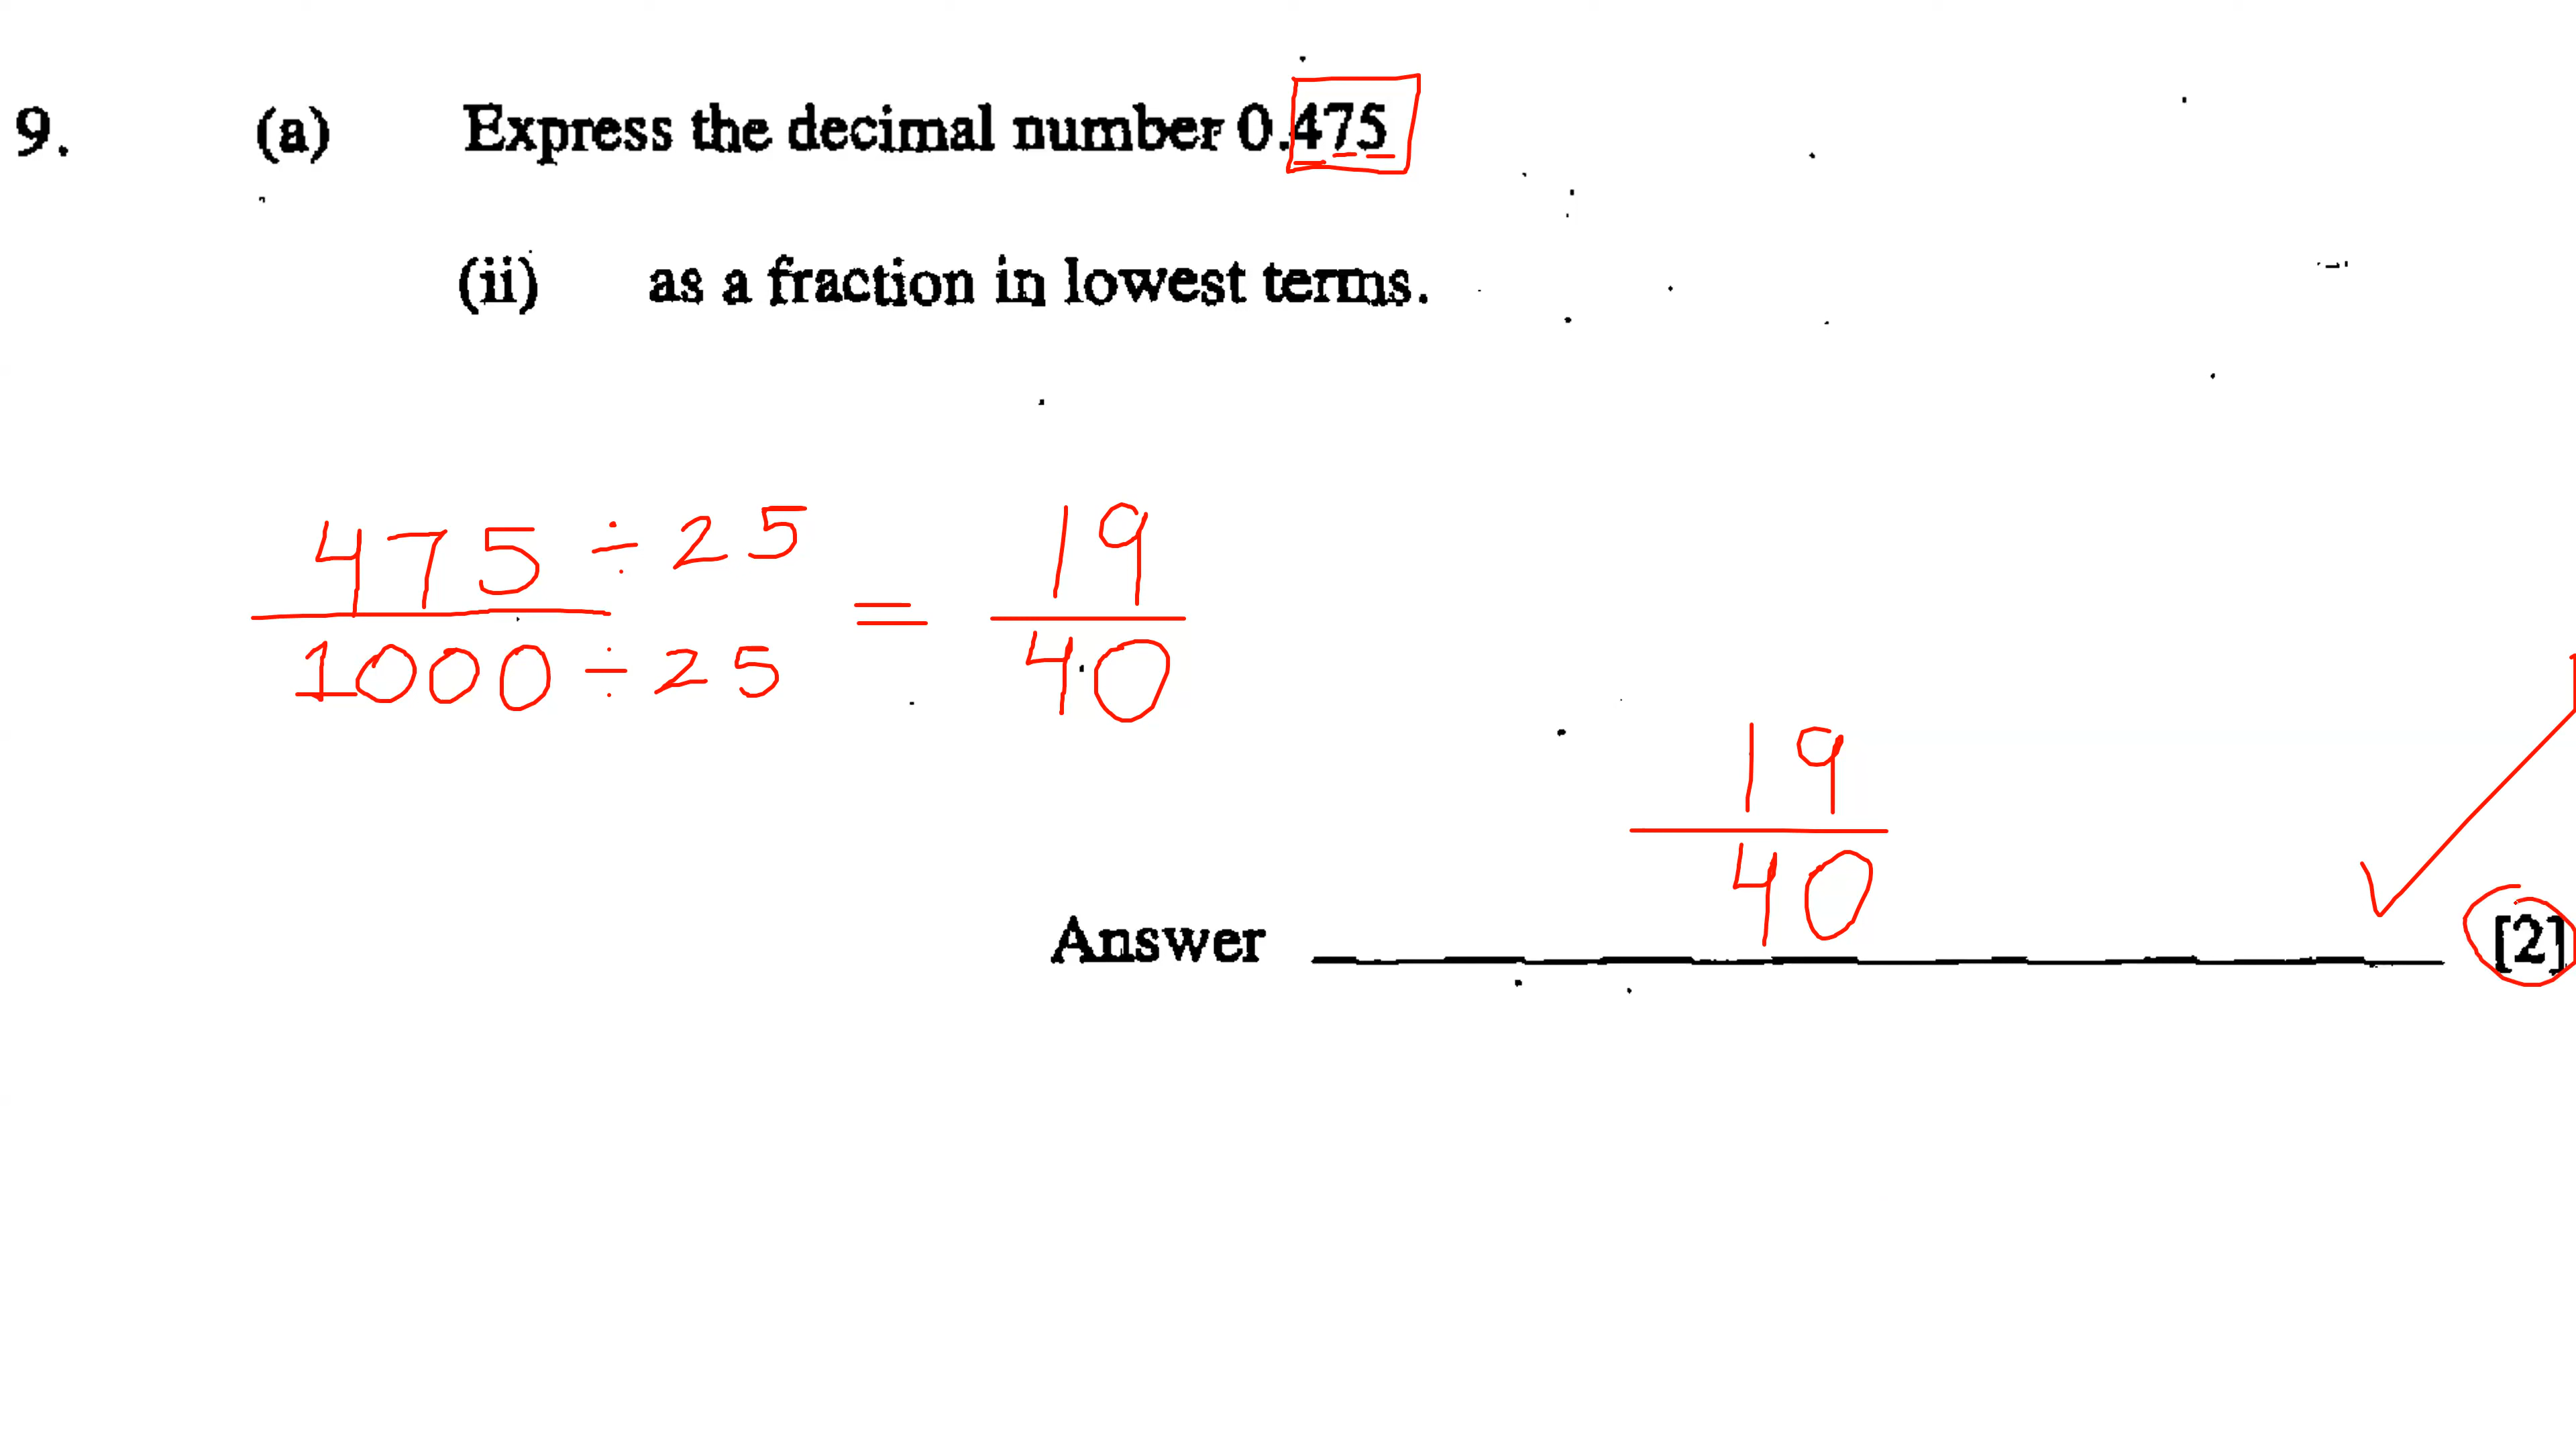 9. (a) Express the decimal number 0.475
(ii) as a fraction in lowest terms.
475 ÷ 25
1000 ÷ 25
=
19
40
19
40
Answer [2]